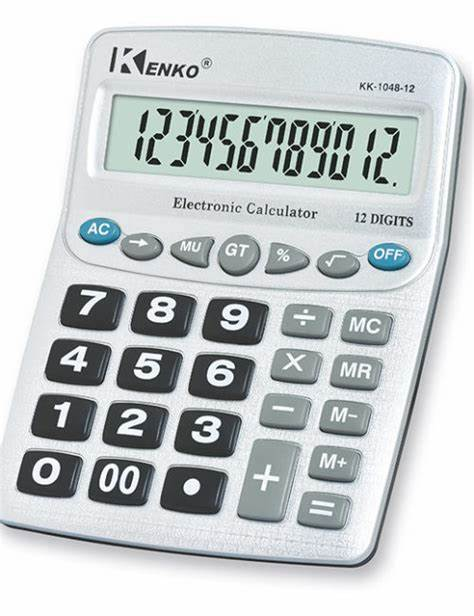 KENKO®
KK-1048-12
123456789012.
Electronic Calculator 12 DIGITS
AC → MU GT % √ OFF
7 8 9 ÷ MC
4 5 6 × MR
1 2 3 − M-
0 00 • + M+
=